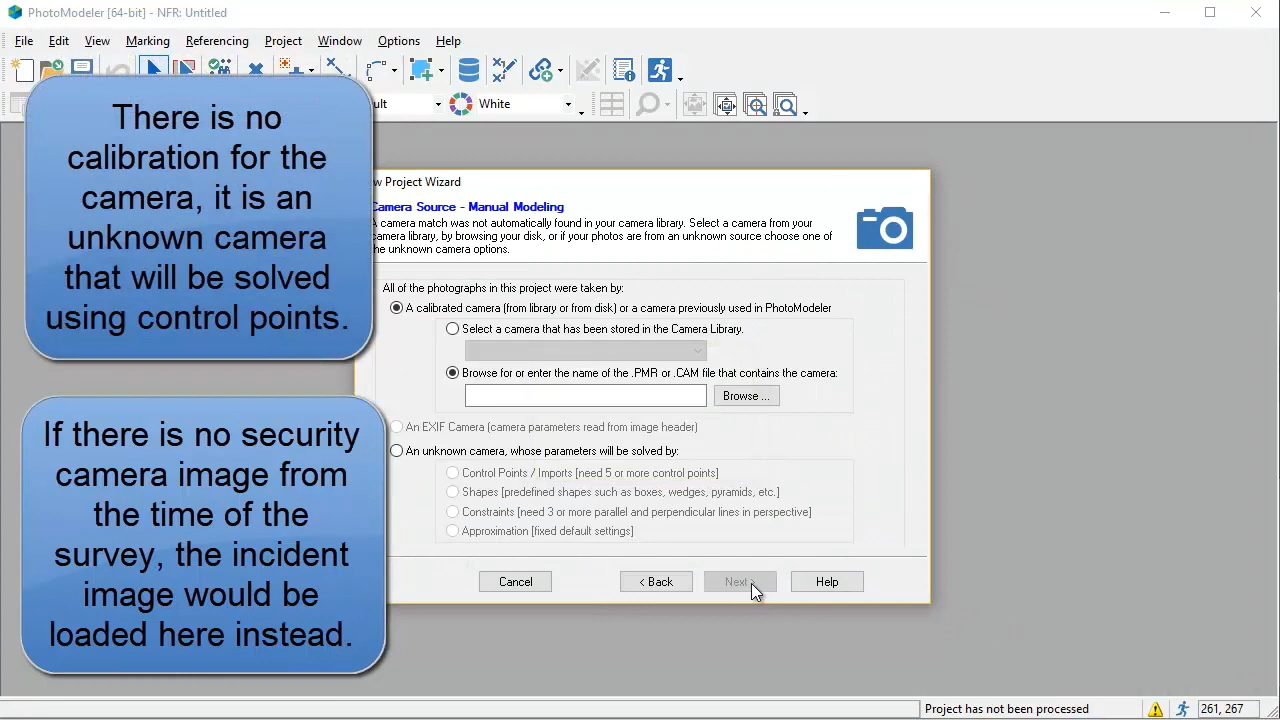 PhotoModeler [64-bit] - NFR: Untitled
File Edit View Marking Referencing Project Window Options Help
White
There is no
calibration for the
camera, it is an
unknown camera
that will be solved
using control points.
If there is no security
camera image from
the time of the
survey, the incident
image would be
loaded here instead.
Project Wizard
Camera Source - Manual Modeling
A camera match was not automatically found in your camera library. Select a camera from your
camera library, by browsing your disk, or if your photos are from an unknown source choose one of
the unknown camera options.
All of the photographs in this project were taken by:
A calibrated camera (from library or from disk) or a camera previously used in PhotoModeler
Select a camera that has been stored in the Camera Library.
Browse for or enter the name of the .PMR or .CAM file that contains the camera:
Browse ...
An EXIF Camera (camera parameters read from image header)
An unknown camera, whose parameters will be solved by:
Control Points / Imports [need 5 or more control points]
Shapes [predefined shapes such as boxes, wedges, pyramids, etc.]
Constraints [need 3 or more parallel and perpendicular lines in perspective]
Approximation [fixed default settings]
Cancel < Back Next > Help
Project has not been processed 261, 267